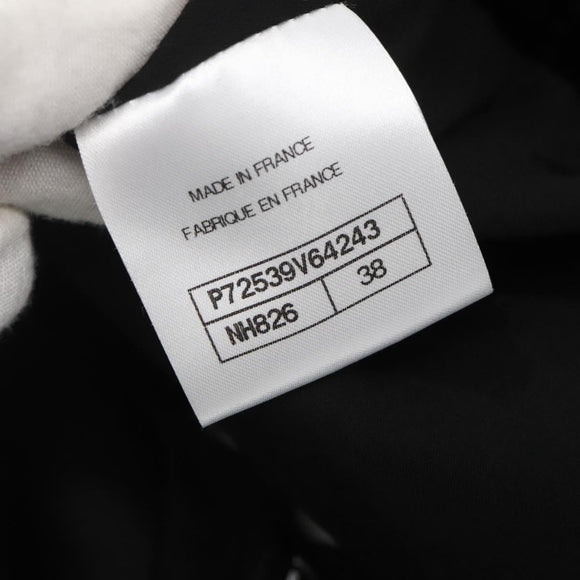 MADE IN FRANCE
FABRIQUE EN FRANCE
P72539V64243
NH826 38